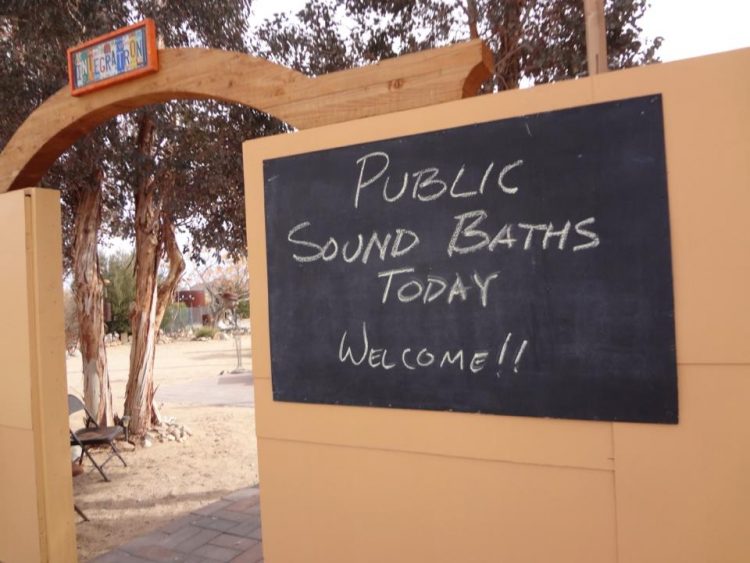 INTEGRATRON
PUBLIC
SOUND BATHS
TODAY
WELCOME!!